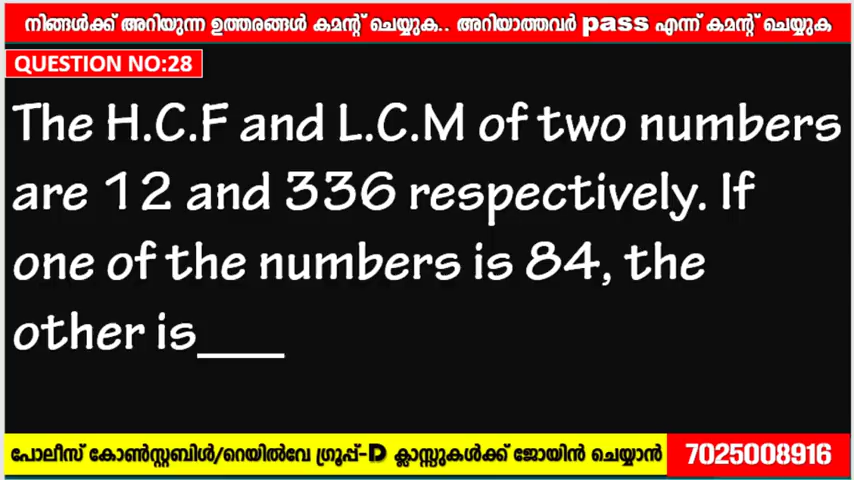 നിങ്ങൾക്ക് അറിയുന്ന ഉത്തരങ്ങൾ കമന്റ് ചെയ്യുക.. അറിയാത്തവർ pass എന്ന് കമന്റ് ചെയ്യുക
QUESTION NO:28
The H.C.F and L.C.M of two numbers
are 12 and 336 respectively. If
one of the numbers is 84, the
other is____
പോലീസ് കോൺസ്റ്റബിൾ/റെയിൽവേ ഗ്രൂപ്പ്-D ക്ലാസ്സുകൾക്ക് ജോയിൻ ചെയ്യാൻ 7025008916